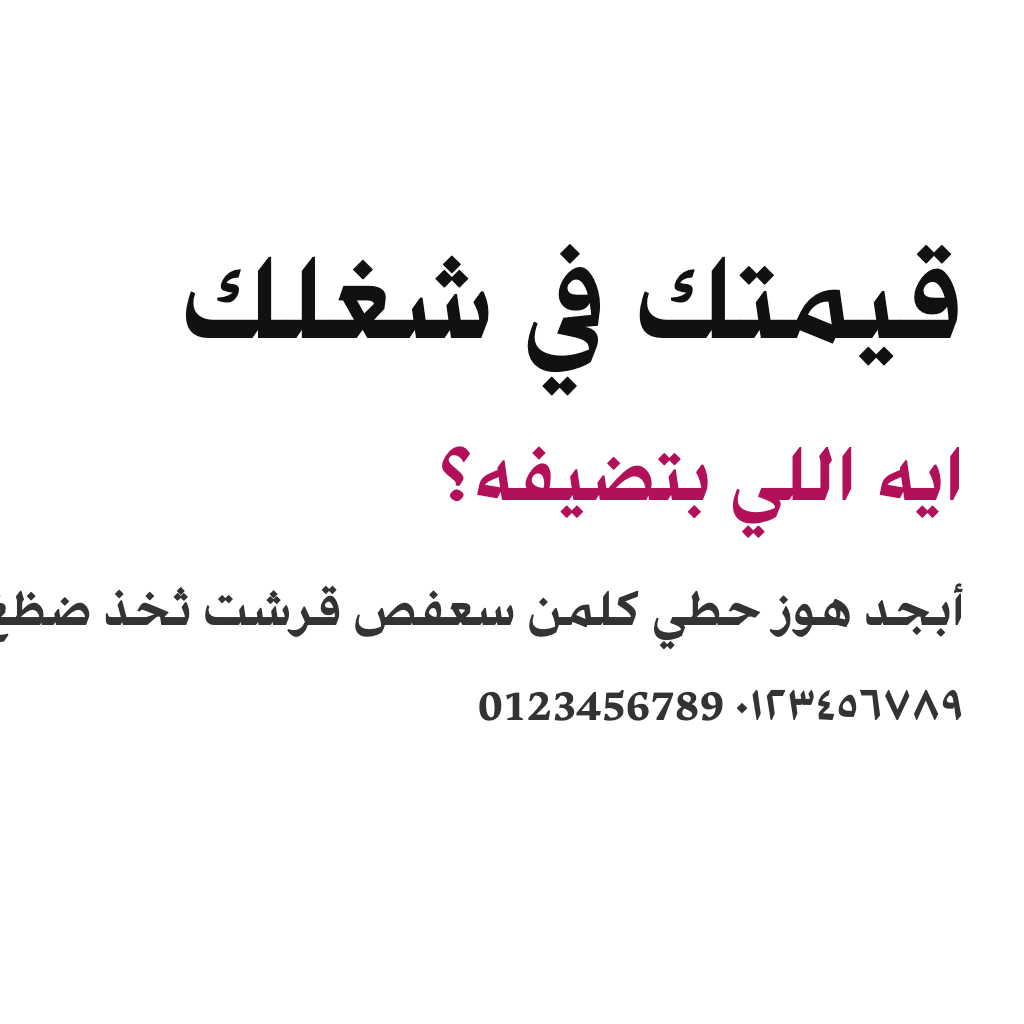 قيمتك في شغلك
ايه اللي بتضيفه؟
أبجد هوز حطي كلمن سعفص قرشت ثخذ
٠١٢٣٤٥٦٧٨٩ 0123456789